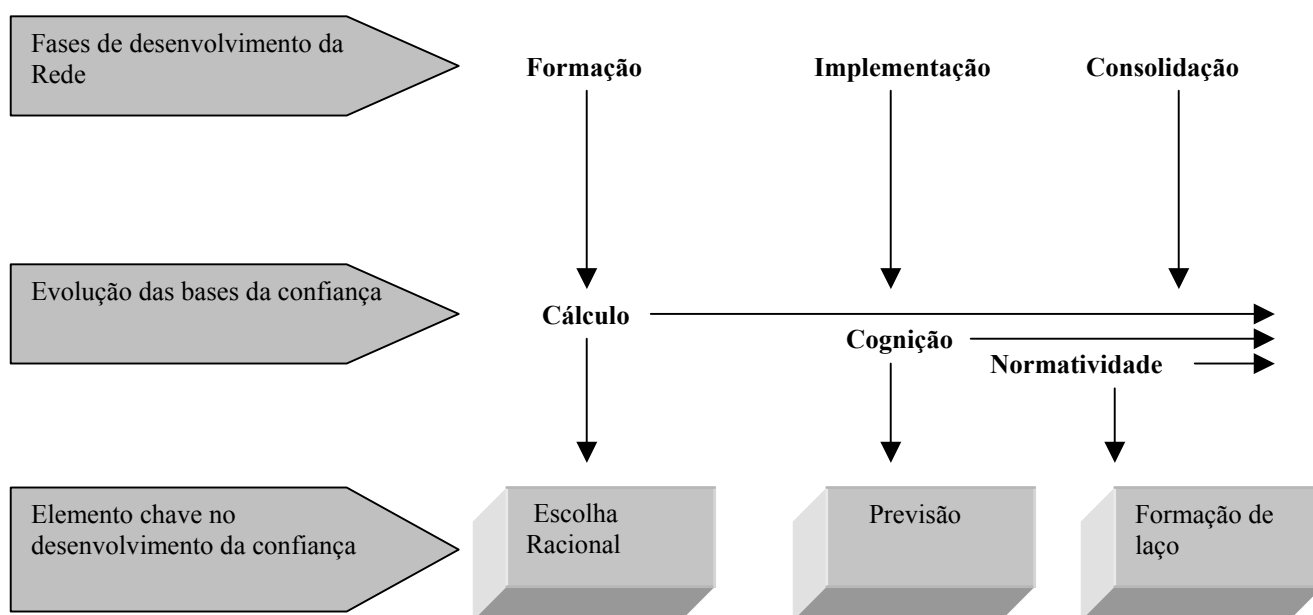 Fases de desenvolvimento da
Rede
Formação
Implementação
Consolidação
Evolução das bases da confiança
Cálculo
Cognição
Normatividade
Elemento chave no
desenvolvimento da confiança
Escolha
Racional
Previsão
Formação de
laço